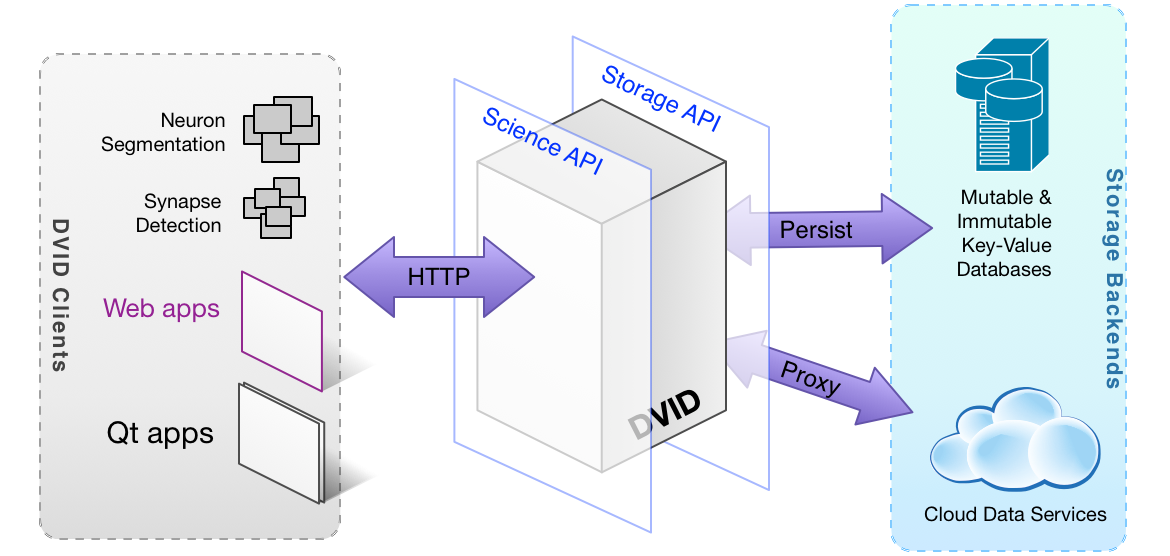 DVID Clients
Neuron
Segmentation
Synapse
Detection
Web apps
Qt apps
HTTP
Science API
Storage API
DVID
Persist
Proxy
Mutable &
Immutable
Key-Value
Databases
Cloud Data Services
Storage Backends